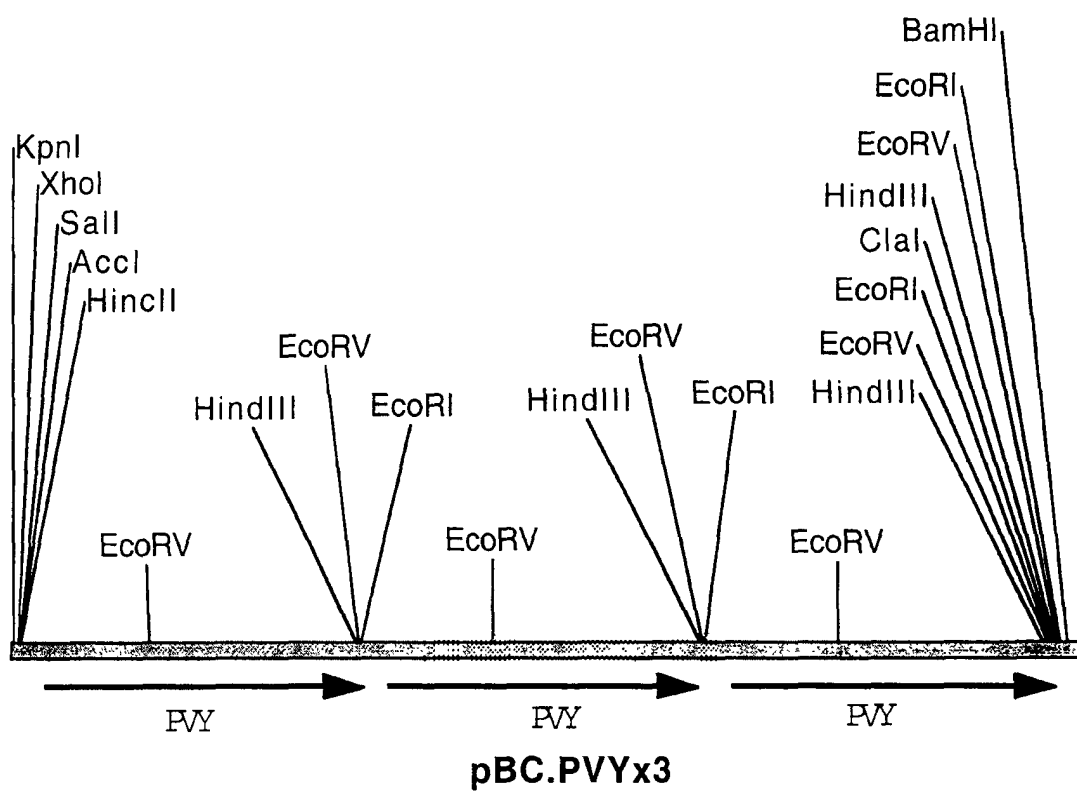 BamHI
EcoRI
EcoRV
HindIII
ClaI
EcoRI
EcoRV
HindIII
KpnI
XhoI
SalI
AccI
HincII
EcoRV
HindIII
EcoRI
EcoRV
HindIII
EcoRI
EcoRV
EcoRV
EcoRV
PVY
PVY
PVY
pBC.PVYx3